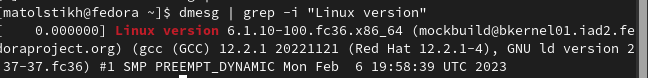 [matolstikh@fedora ~]$ dmesg | grep -i "Linux version"
[    0.000000] Linux version 6.1.10-100.fc36.x86_64 (mockbuild@bkernel01.iad2.fe
doraproject.org) (gcc (GCC) 12.2.1 20221121 (Red Hat 12.2.1-4), GNU ld version 2
37-37.fc36) #1 SMP PREEMPT_DYNAMIC Mon Feb  6 19:58:39 UTC 2023